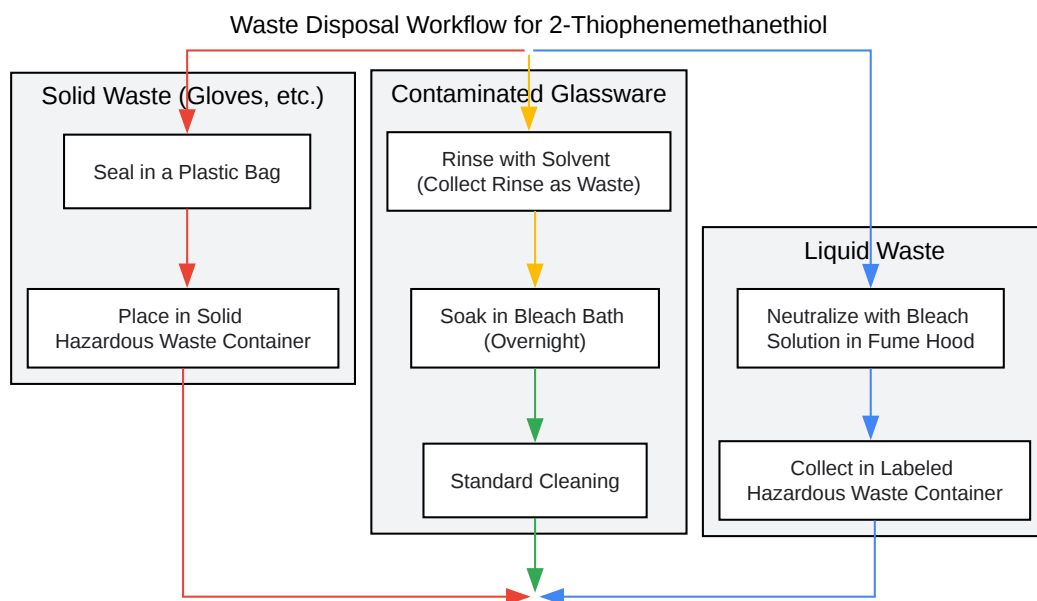 Waste Disposal Workflow for 2-Thiophenemethanethiol
Solid Waste (Gloves, etc.)
Seal in a Plastic Bag
Place in Solid
Hazardous Waste Container
Contaminated Glassware
Rinse with Solvent
(Collect Rinse as Waste)
Soak in Bleach Bath
(Overnight)
Standard Cleaning
Liquid Waste
Neutralize with Bleach
Solution in Fume Hood
Collect in Labeled
Hazardous Waste Container